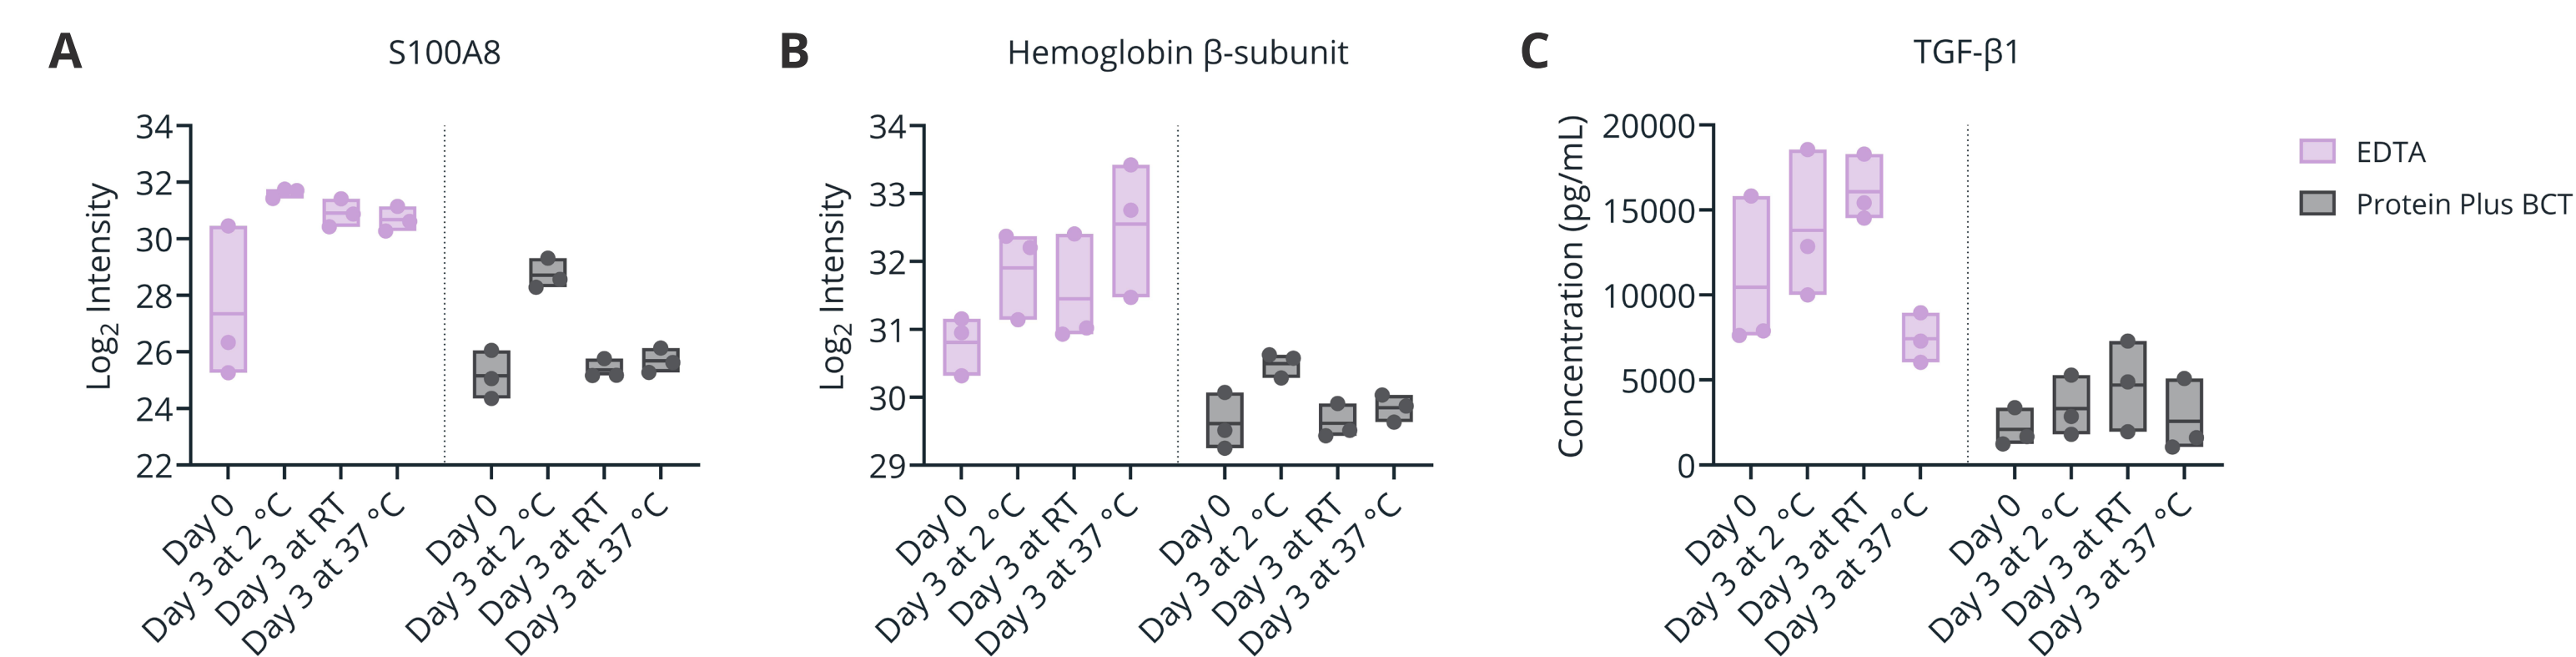 A
S100A8
Log2 Intensity
34
32
30
28
26
24
22
Day 0
Day 3 at 2 °C
Day 3 at RT
Day 3 at 37 °C
Day 0
Day 3 at 2 °C
Day 3 at RT
Day 3 at 37 °C
B
Hemoglobin β-subunit
Log2 Intensity
34
33
32
31
30
29
Day 0
Day 3 at 2 °C
Day 3 at RT
Day 3 at 37 °C
Day 0
Day 3 at 2 °C
Day 3 at RT
Day 3 at 37 °C
C
TGF-β1
Concentration (pg/mL)
20000
15000
10000
5000
0
Day 0
Day 3 at 2 °C
Day 3 at RT
Day 3 at 37 °C
Day 0
Day 3 at 2 °C
Day 3 at RT
Day 3 at 37 °C
EDTA
Protein Plus BCT